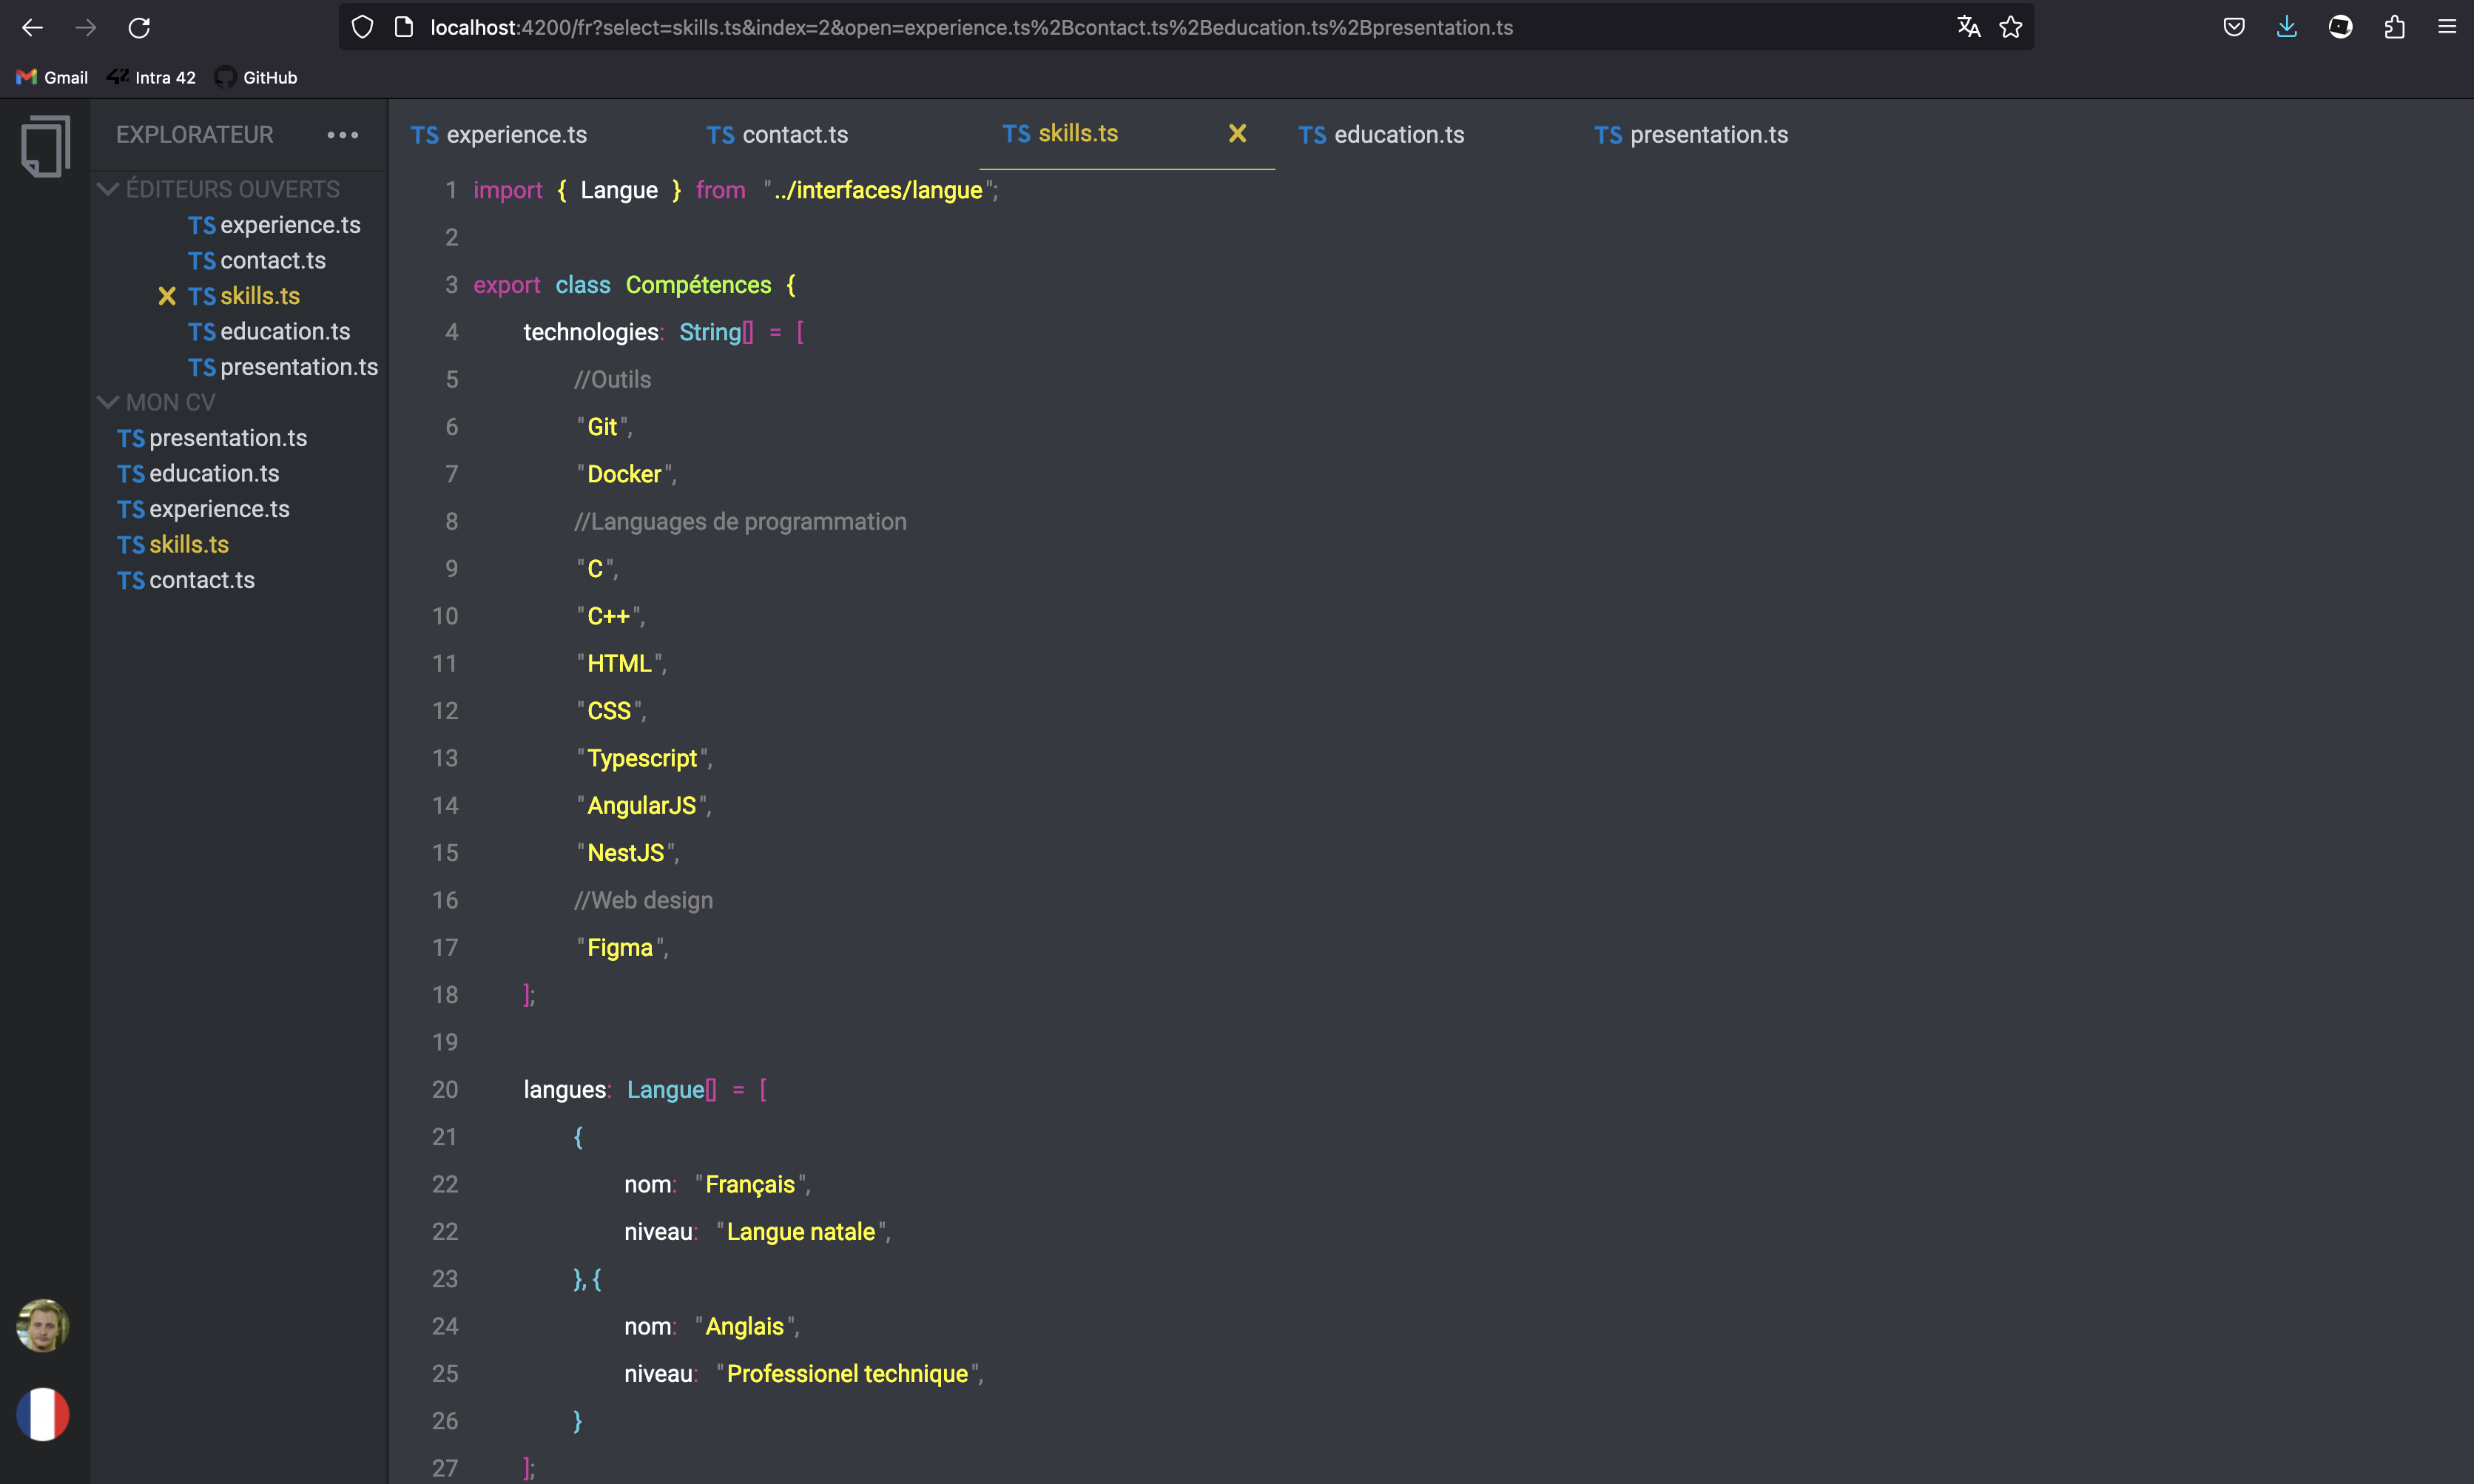 localhost:4200/fr?select=skills.ts&index=2&open=experience.ts%2Bcontact.ts%2Beducation.ts%2Bpresentation.ts
Gmail 42 Intra 42 GitHub
EXPLORATEUR
ÉDITEURS OUVERTS
TS experience.ts
TS contact.ts
TS skills.ts
TS education.ts
TS presentation.ts
MON CV
TS presentation.ts
TS education.ts
TS experience.ts
TS skills.ts
TS contact.ts
TS experience.ts TS contact.ts TS skills.ts TS education.ts TS presentation.ts
1 import { Langue } from "../interfaces/langue";
2
3 export class Compétences {
4 technologies: String[] = [
5 //Outils
6 "Git",
7 "Docker",
8 //Languages de programmation
9 "C",
10 "C++",
11 "HTML",
12 "CSS",
13 "Typescript",
14 "AngularJS",
15 "NestJS",
16 //Web design
17 "Figma",
18 ];
19
20 langues: Langue[] = [
21 {
22 nom: "Français",
22 niveau: "Langue natale",
23 },{
24 nom: "Anglais",
25 niveau: "Professionel technique",
26 }
27 ];